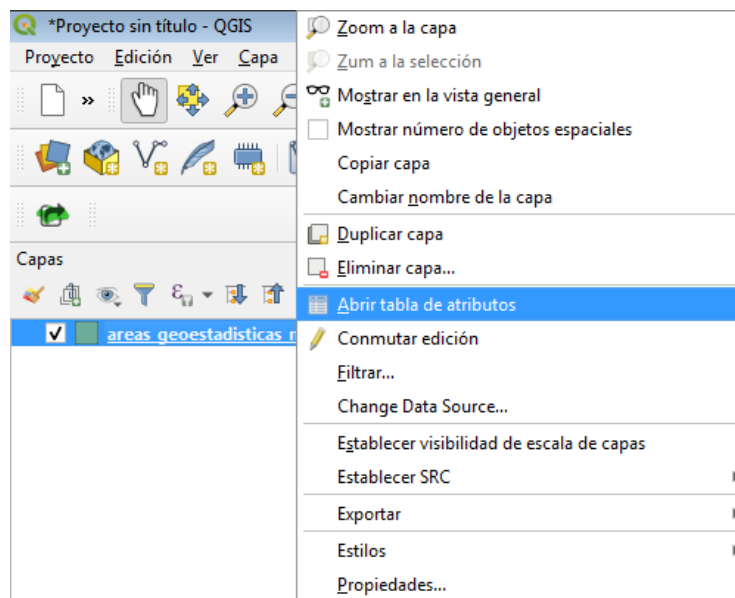 *Proyecto sin título - QGIS
Proyecto Edición Ver Capa
»
Capas
areas geoestadisticas
Zoom a la capa
Zum a la selección
Mostrar en la vista general
Mostrar número de objetos espaciales
Copiar capa
Cambiar nombre de la capa
Duplicar capa
Eliminar capa...
Abrir tabla de atributos
Conmutar edición
Filtrar...
Change Data Source...
Establecer visibilidad de escala de capas
Establecer SRC
Exportar
Estilos
Propiedades...